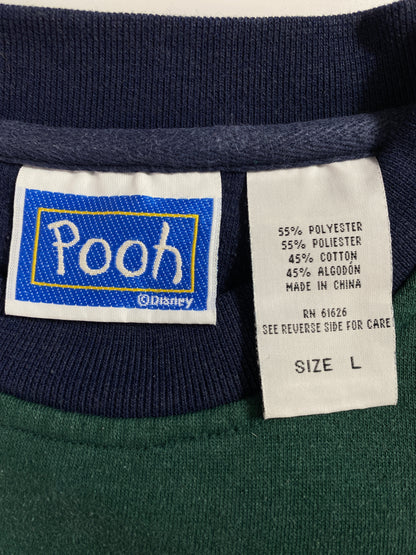 Pooh
©Disney
55% POLYESTER
55% POLIESTER
45% COTTON
45% ALGODÓN
MADE IN CHINA
RN 61626
SEE REVERSE SIDE FOR CARE
SIZE L